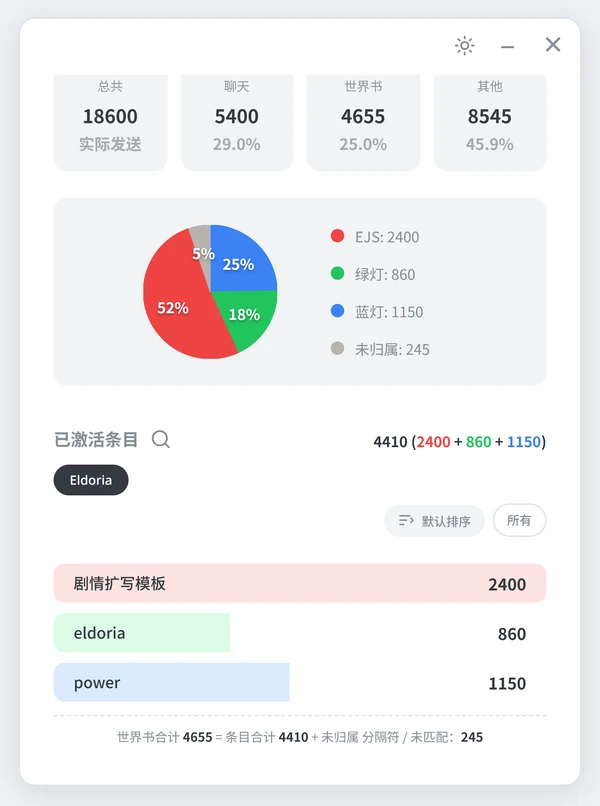 总共 聊天 世界书 其他
18600 5400 4655 8545
实际发送 29.0% 25.0% 45.9%
EJS: 2400
5% 25%
绿灯: 860
52% 18%
蓝灯: 1150
未归属: 245
已激活条目 4410 (2400 + 860 + 1150)
Eldoria
默认排序 所有
剧情扩写模板 2400
eldoria 860
power 1150
世界书合计 4655 = 条目合计 4410 + 未归属 分隔符 / 未匹配：245